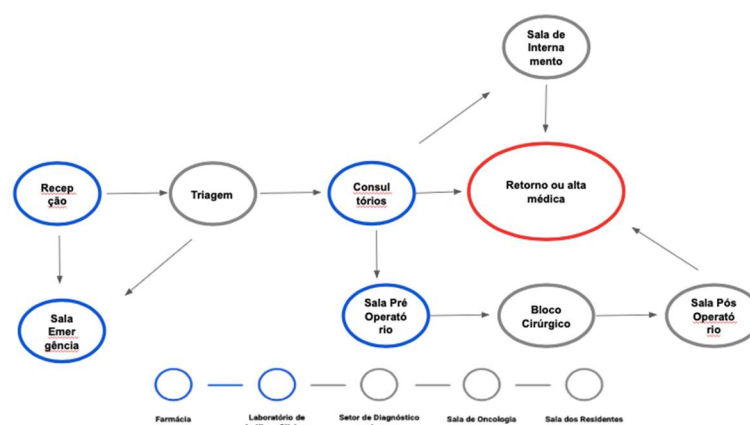 Sala de
Interna
mento
Recep
ção
Triagem
Consul
tórios
Retorno ou alta
médica
Sala
Emer
gência
Sala Pré
Operató
rio
Bloco
Cirúrgico
Sala Pós
Operató
rio
Farmácia
Laboratório de
Setor de Diagnóstico
Sala de Oncologia
Sala dos Residentes